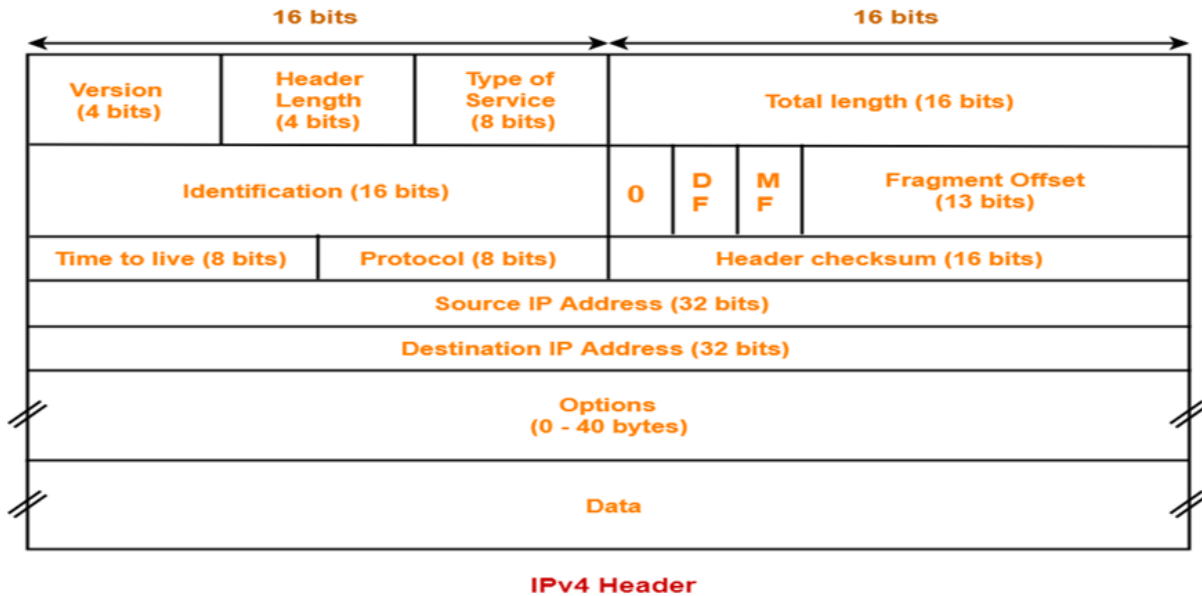 16 bits
16 bits
Version
(4 bits)
Header
Length
(4 bits)
Type of
Service
(8 bits)
Total length (16 bits)
Identification (16 bits)
0
D
F
M
F
Fragment Offset
(13 bits)
Time to live (8 bits)
Protocol (8 bits)
Header checksum (16 bits)
Source IP Address (32 bits)
Destination IP Address (32 bits)
Options
(0 - 40 bytes)
Data
IPv4 Header